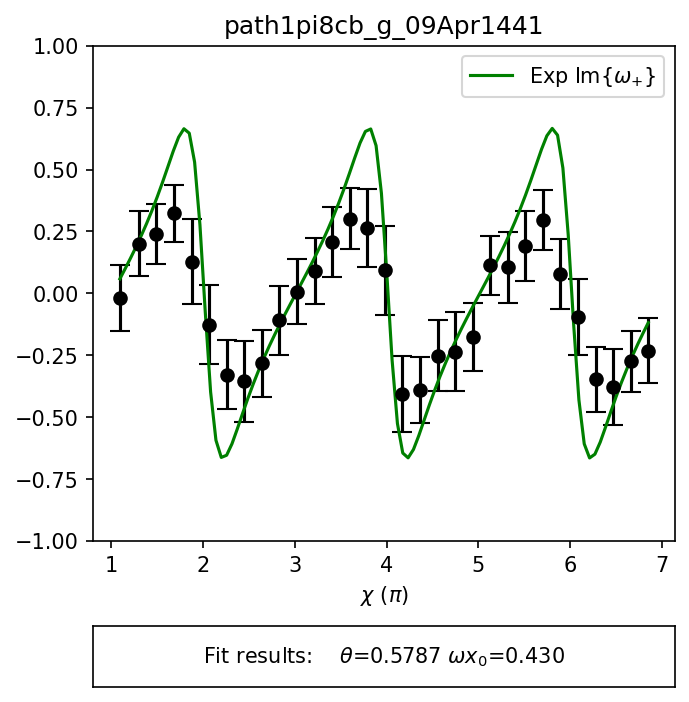 path1pi8cb_g_09Apr1441
1.00
Exp Im{ω₊}
0.75
0.50
0.25
0.00
−0.25
−0.50
−0.75
−1.00
1 2 3 4 5 6 7
χ (π)
Fit results: θ=0.5787 ωx₀=0.430